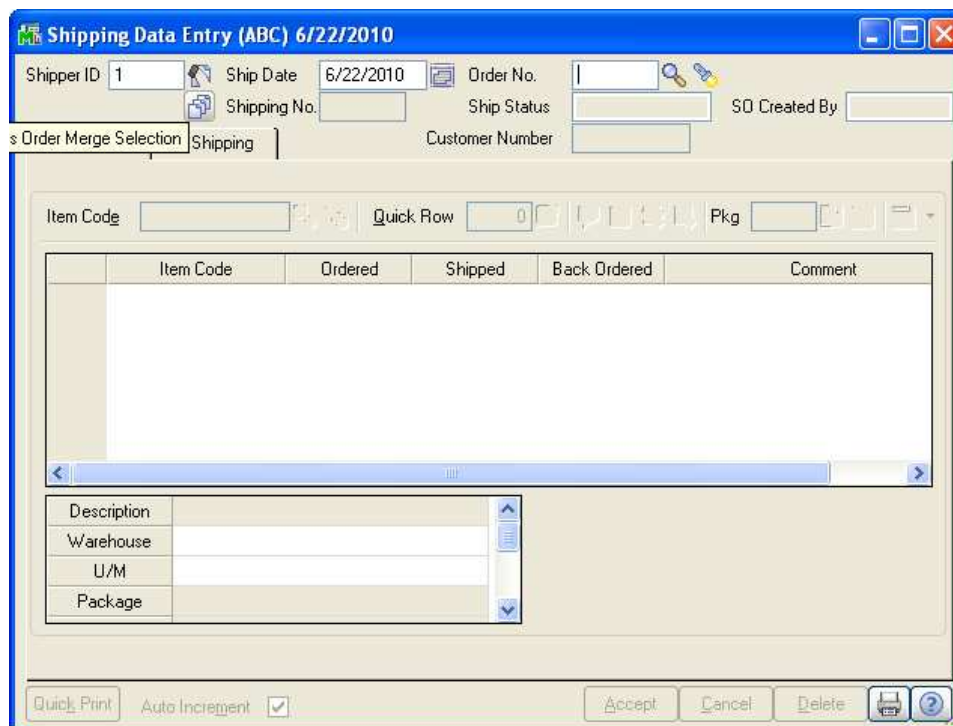 Shipping Data Entry (ABC) 6/22/2010
Shipper ID 1 Ship Date 6/22/2010 Order No.
Shipping No. Ship Status SO Created By
s Order Merge Selection Shipping Customer Number
Item Code Quick Row 0 Pkg
Item Code Ordered Shipped Back Ordered Comment
Description
Warehouse
U/M
Package
Quick Print Auto Increment Accept Cancel Delete